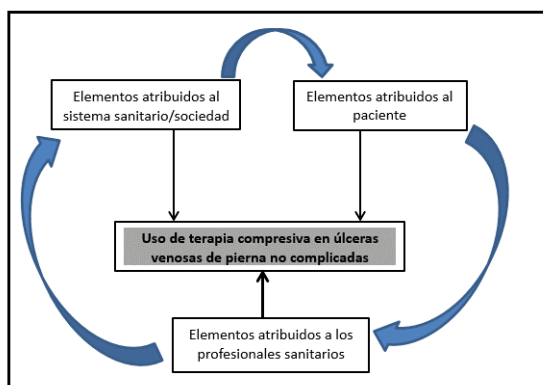 Elementos atribuidos al
sistema sanitario/sociedad
Elementos atribuidos al
paciente
Uso de terapia compresiva en úlceras
venosas de pierna no complicadas
Elementos atribuidos a los
profesionales sanitarios